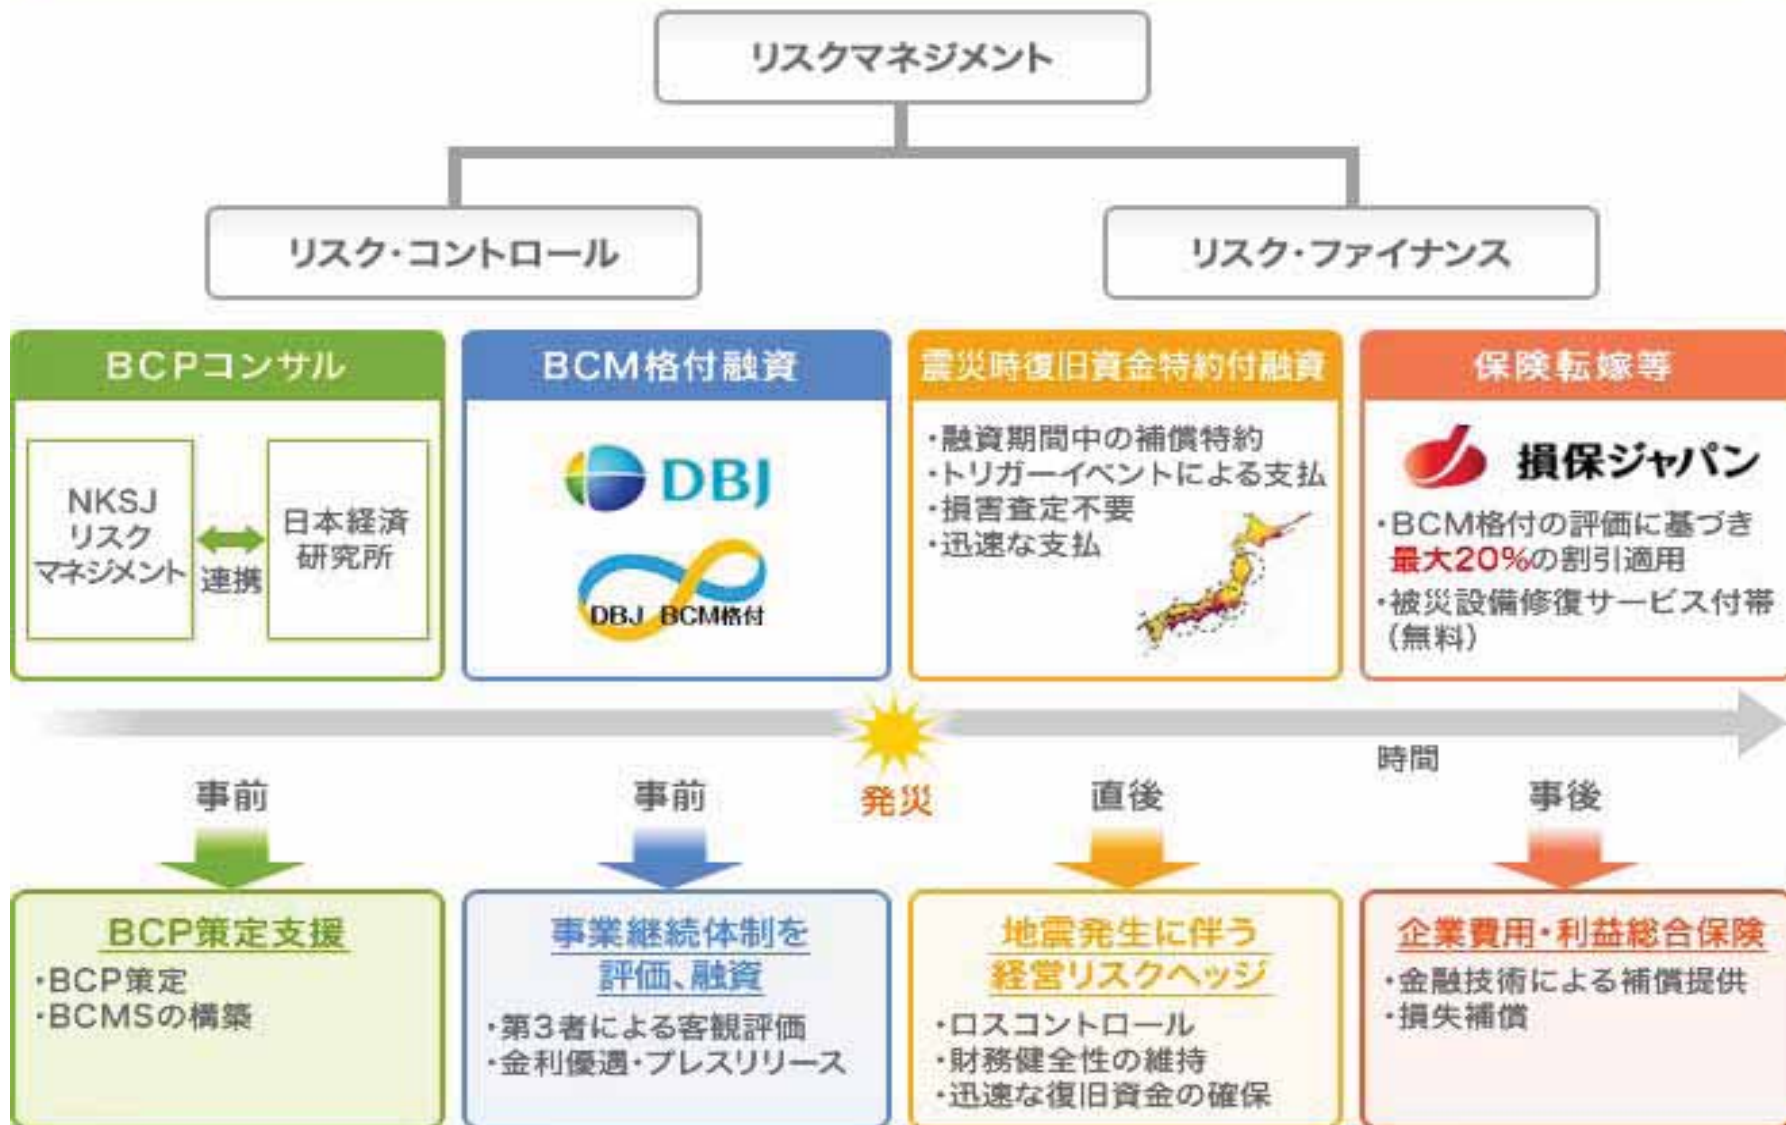 リスクマネジメント
リスク・コントロール
リスク・ファイナンス
BCPコンサル
NKSJ
リスク
マネジメント
連携
日本経済
研究所
BCM格付融資
DBJ
DBJ BCM格付
震災時復旧資金特約付融資
・融資期間中の補償特約
・トリガーイベントによる支払
・損害査定不要
・迅速な支払
保険転嫁等
損保ジャパン
・BCM格付の評価に基づき
最大20%の割引適用
・被災設備修復サービス付帯
(無料)
時間
事前
事前
発災
直後
事後
BCP策定支援
・BCP策定
・BCMSの構築
事業継続体制を
評価、融資
・第3者による客観評価
・金利優遇・プレスリリース
地震発生に伴う
経営リスクヘッジ
・ロスコントロール
・財務健全性の維持
・迅速な復旧資金の確保
企業費用・利益総合保険
・金融技術による補償提供
・損失補償